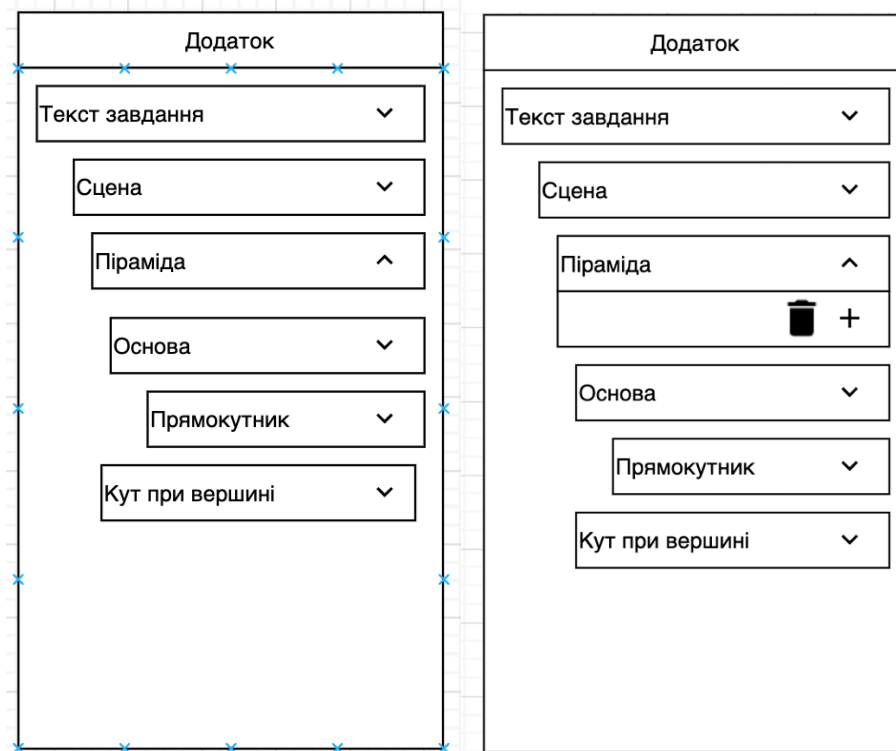 Додаток
Текст завдання
Сцена
Піраміда
Основа
Прямокутник
Кут при вершині
Додаток
Текст завдання
Сцена
Піраміда
Основа
Прямокутник
Кут при вершині